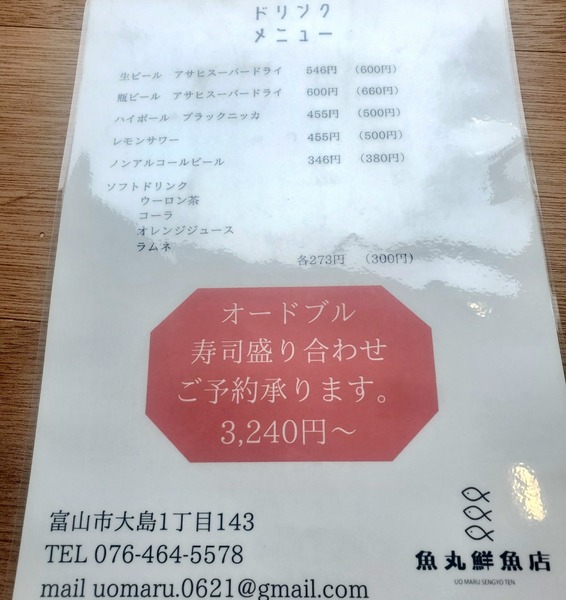 ドリンク
メニュー
生ビール　アサヒスーパードライ　546円　（600円）
瓶ビール　アサヒスーパードライ　600円　（660円）
ハイボール　ブラックニッカ　455円　（500円）
レモンサワー　455円　（500円）
ノンアルコールビール　346円　（380円）
ソフトドリンク
ウーロン茶
コーラ
オレンジジュース
ラムネ
各273円　（300円）
オードブル
寿司盛り合わせ
ご予約承ります。
3,240円～
富山市大島1丁目143
TEL 076-464-5578
mail uomaru.0621@gmail.com
魚丸鮮魚店
UO MARU SENGYO TEN